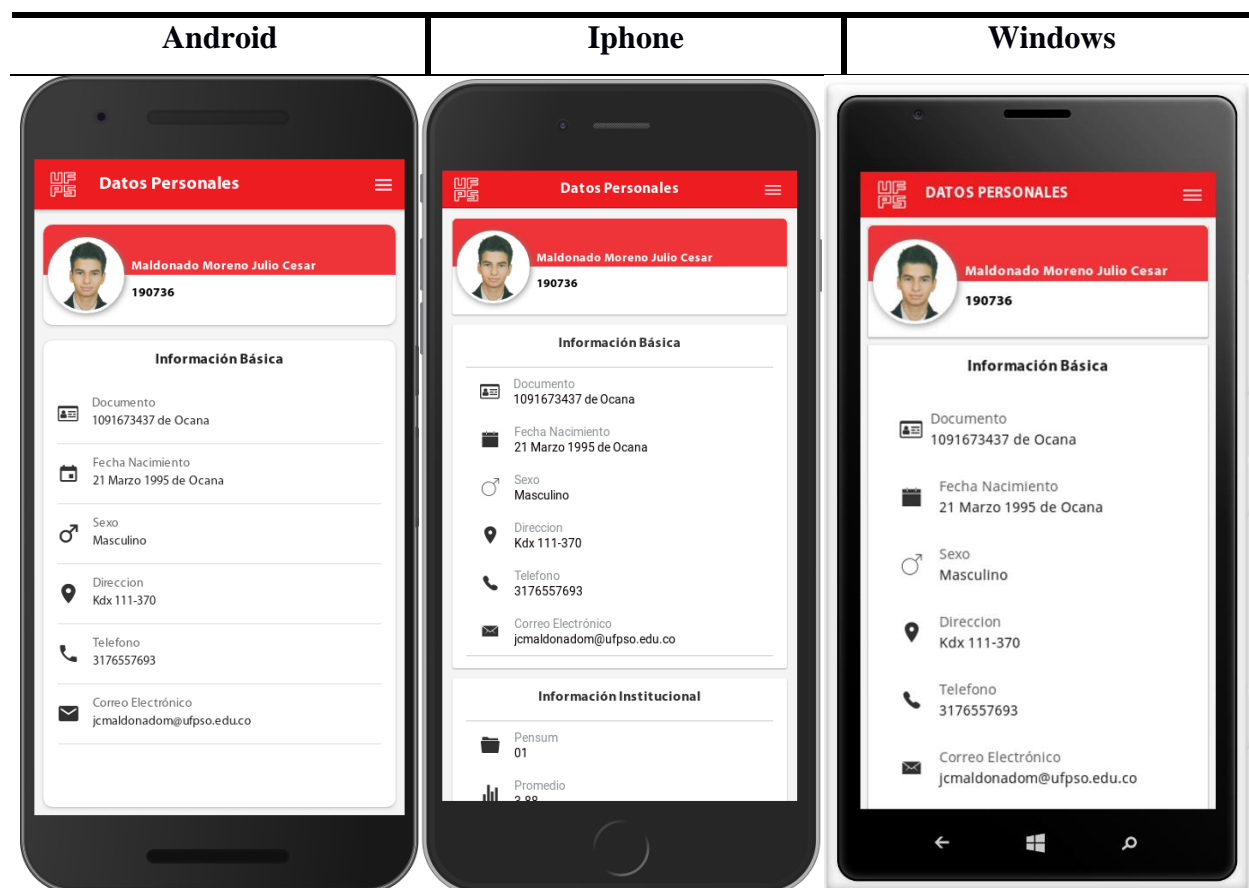 Android
Iphone
Windows
UF
PS
Datos Personales
Maldonado Moreno Julio Cesar
190736
Información Básica
Documento
1091673437 de Ocana
Fecha Nacimiento
21 Marzo 1995 de Ocana
Sexo
Masculino
Direccion
Kdx 111-370
Telefono
3176557693
Correo Electrónico
jcmaldonadom@ufpso.edu.co
UF
PS
Datos Personales
Maldonado Moreno Julio Cesar
190736
Información Básica
Documento
1091673437 de Ocana
Fecha Nacimiento
21 Marzo 1995 de Ocana
Sexo
Masculino
Direccion
Kdx 111-370
Telefono
3176557693
Correo Electrónico
jcmaldonadom@ufpso.edu.co
Información Institucional
Pensum
01
Promedio
3.88
UF
PS
DATOS PERSONALES
Maldonado Moreno Julio Cesar
190736
Información Básica
Documento
1091673437 de Ocana
Fecha Nacimiento
21 Marzo 1995 de Ocana
Sexo
Masculino
Direccion
Kdx 111-370
Telefono
3176557693
Correo Electrónico
jcmaldonadom@ufpso.edu.co